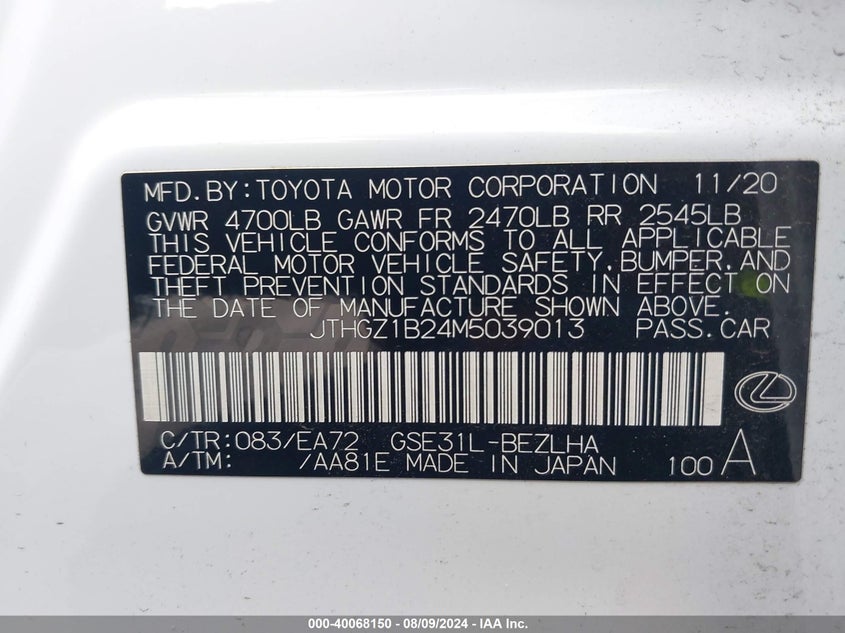 MFD.BY:TOYOTA MOTOR CORPORATION 11/20
GVWR 4700LB GAWR FR 2470LB RR 2545LB
THIS VEHICLE CONFORMS TO ALL APPLICABLE
FEDERAL MOTOR VEHICLE SAFETY,BUMPER,AND
THEFT PREVENTION STANDARDS IN EFFECT ON
THE DATE OF MANUFACTURE SHOWN ABOVE.
JTHGZ1B24M5039013 PASS.CAR
C/TR:083/EA72 GSE31L-BEZLHA
A/TM: /AA81E MADE IN JAPAN 100 A
000-40068150 - 08/09/2024 - IAA Inc.